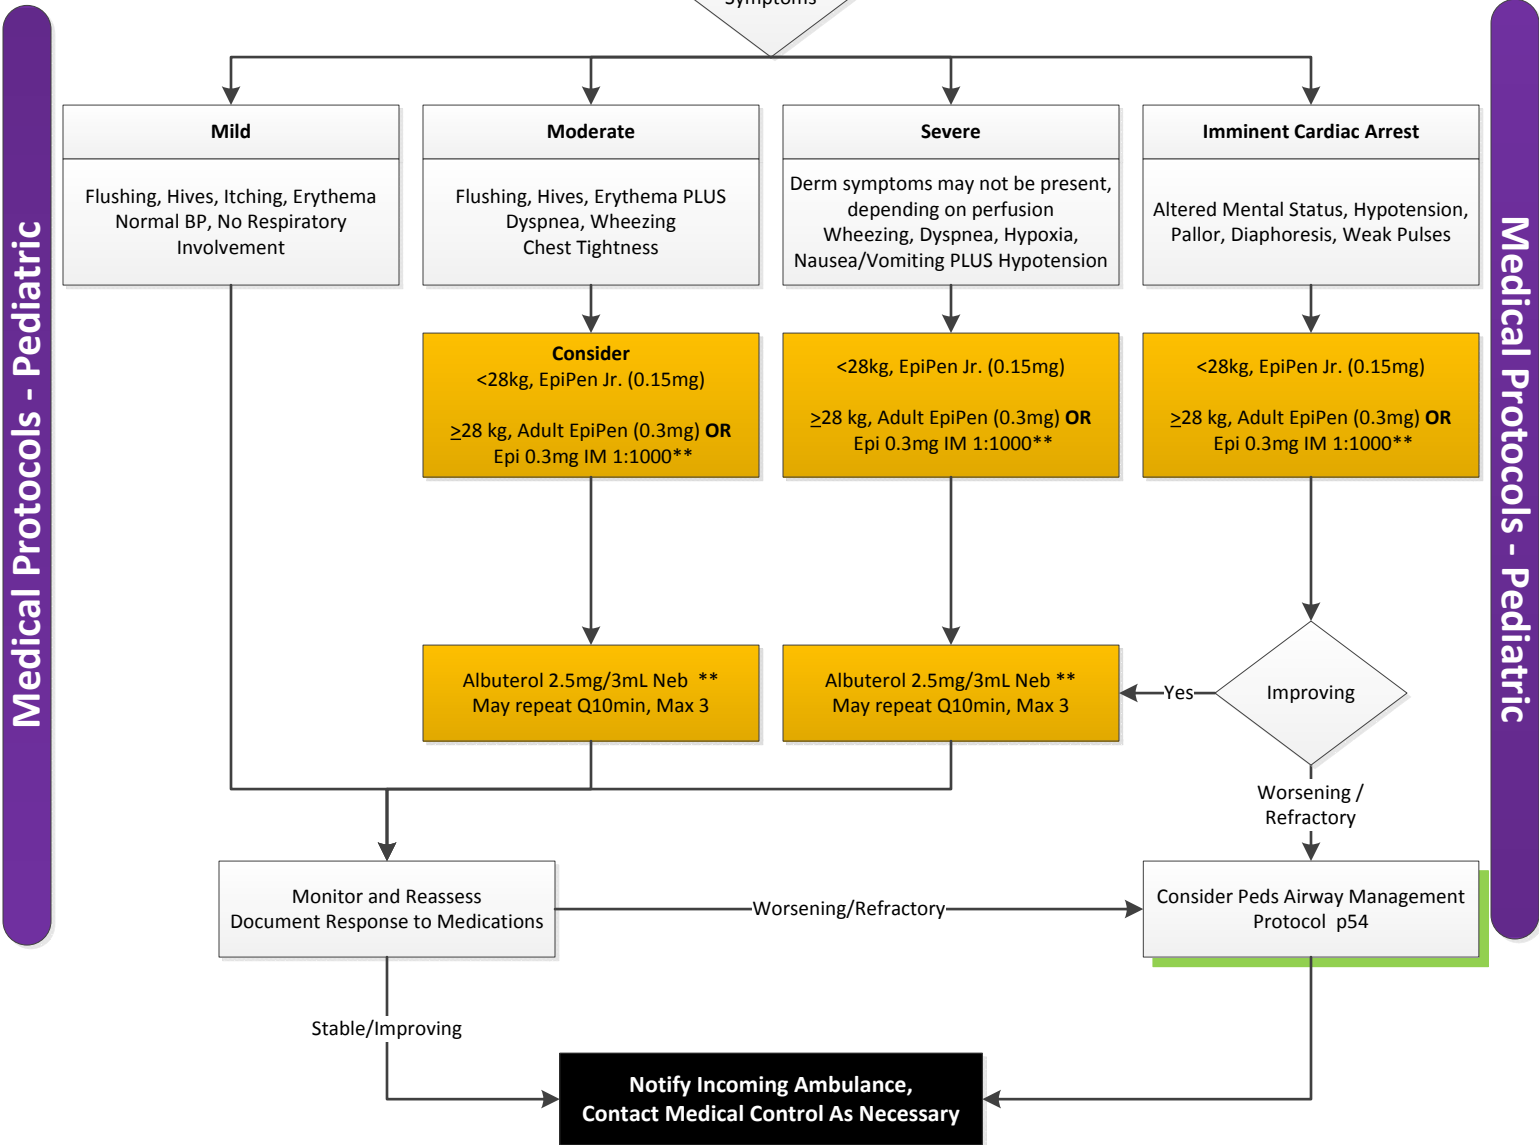 Symptoms
Medical Protocols - Pediatric
Mild
Flushing, Hives, Itching, Erythema
Normal BP, No Respiratory
Involvement
Moderate
Flushing, Hives, Erythema PLUS
Dyspnea, Wheezing
Chest Tightness
Severe
Derm symptoms may not be present,
depending on perfusion
Wheezing, Dyspnea, Hypoxia,
Nausea/Vomiting PLUS Hypotension
Imminent Cardiac Arrest
Altered Mental Status, Hypotension,
Pallor, Diaphoresis, Weak Pulses
Medical Protocols - Pediatric
Consider
<28kg, EpiPen Jr. (0.15mg)
≥28 kg, Adult EpiPen (0.3mg) OR
Epi 0.3mg IM 1:1000**
<28kg, EpiPen Jr. (0.15mg)
≥28 kg, Adult EpiPen (0.3mg) OR
Epi 0.3mg IM 1:1000**
<28kg, EpiPen Jr. (0.15mg)
≥28 kg, Adult EpiPen (0.3mg) OR
Epi 0.3mg IM 1:1000**
Albuterol 2.5mg/3mL Neb **
May repeat Q10min, Max 3
Albuterol 2.5mg/3mL Neb **
May repeat Q10min, Max 3
Yes
Improving
Worsening /
Refractory
Monitor and Reassess
Document Response to Medications
Worsening/Refractory
Consider Peds Airway Management
Protocol p54
Stable/Improving
Notify Incoming Ambulance,
Contact Medical Control As Necessary